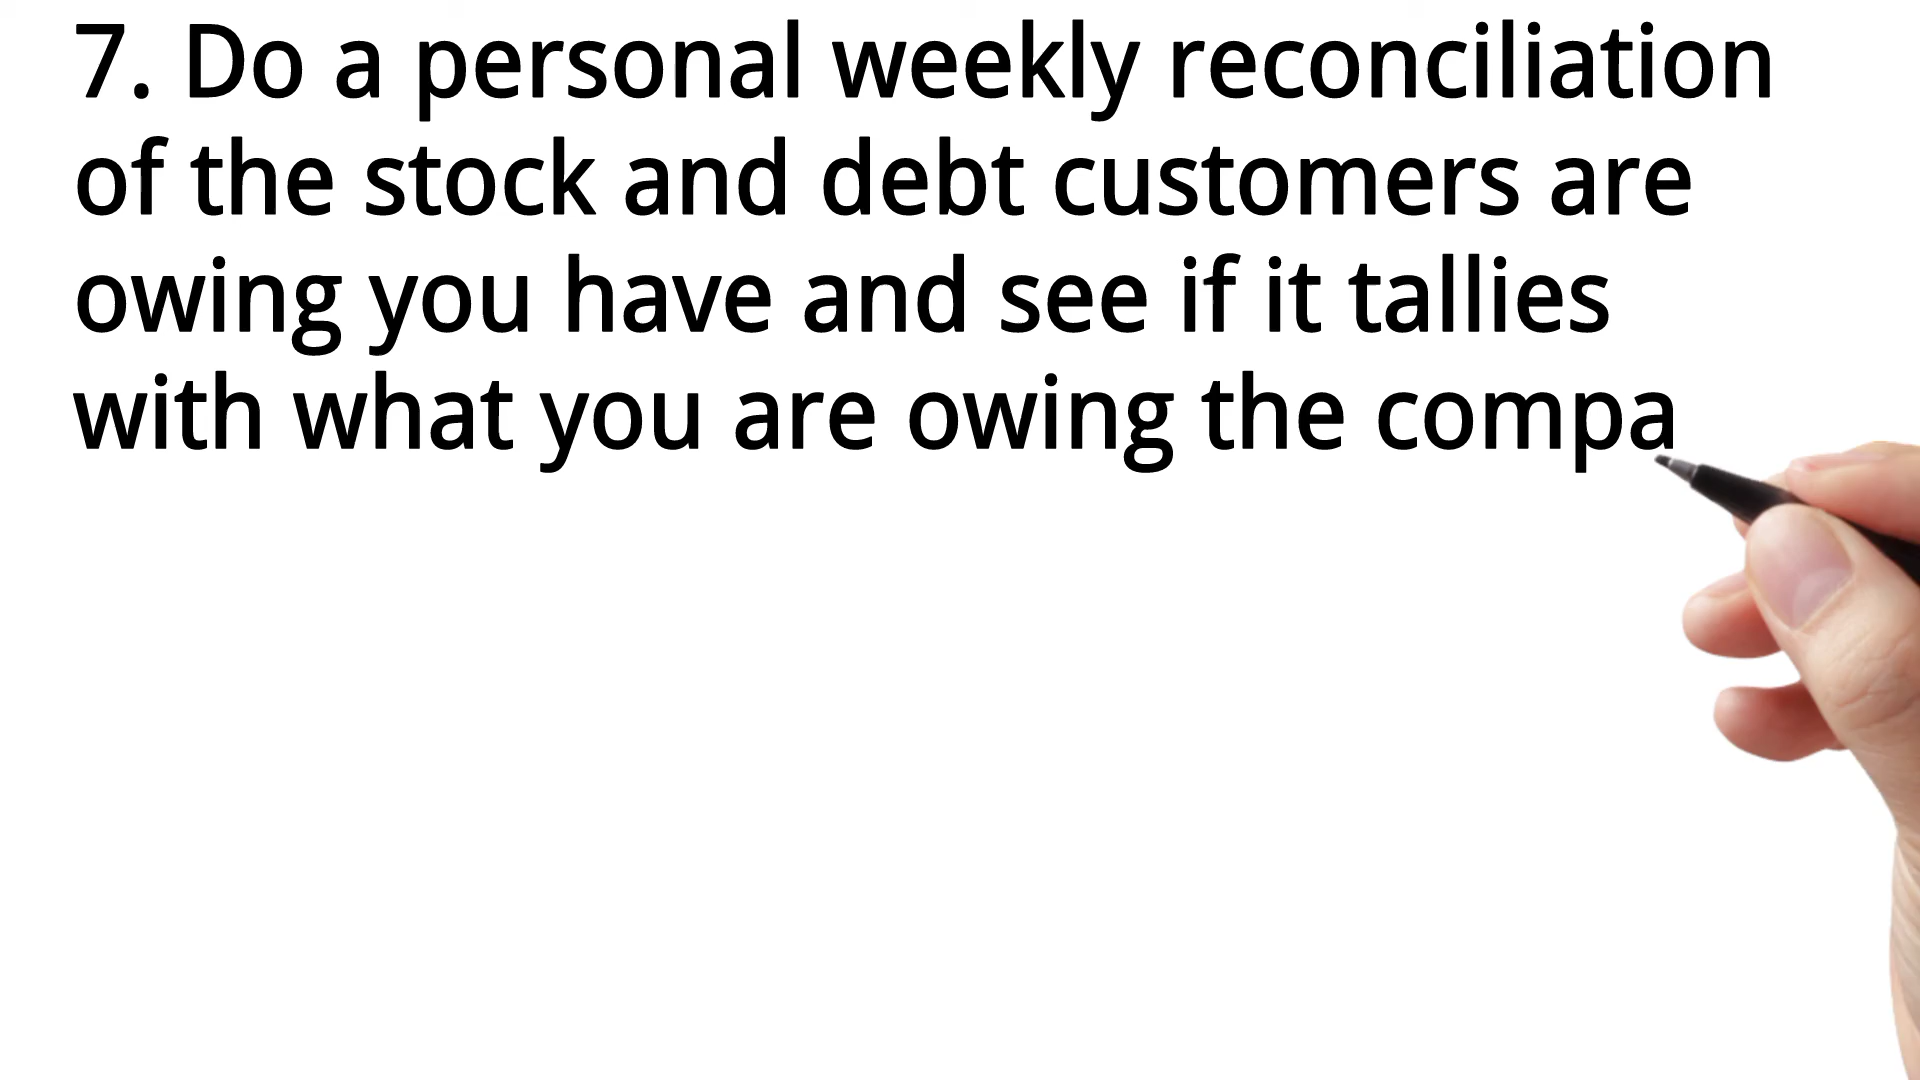 7. Do a personal weekly reconciliation
of the stock and debt customers are
owing you have and see if it tallies
with what you are owing the compa